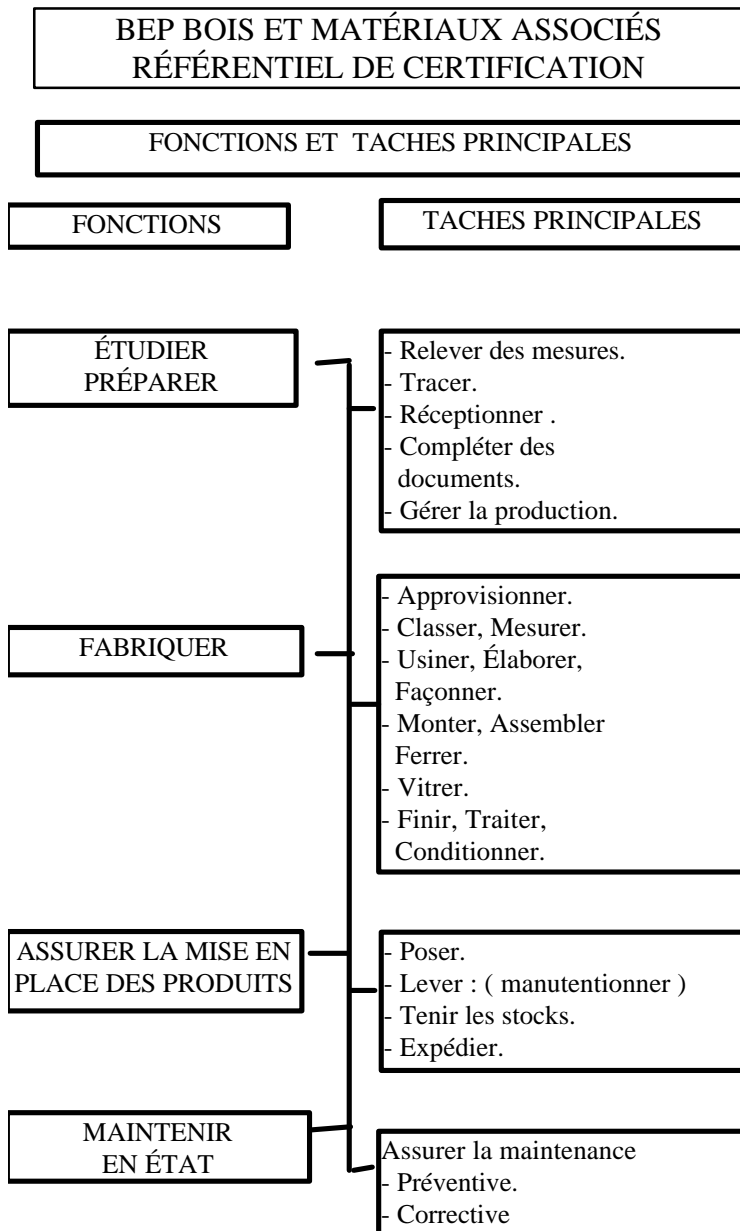 BEP BOIS ET MATÉRIAUX ASSOCIÉS
RÉFÉRENTIEL DE CERTIFICATION
FONCTIONS ET TACHES PRINCIPALES
FONCTIONS
TACHES PRINCIPALES
ÉTUDIER
PRÉPARER
- Relever des mesures.
- Tracer.
- Réceptionner .
- Compléter des
documents.
- Gérer la production.
FABRIQUER
- Approvisionner.
- Classer, Mesurer.
- Usiner, Élaborer,
Façonner.
- Monter, Assembler
Ferrer.
- Vitrer.
- Finir, Traiter,
Conditionner.
ASSURER LA MISE EN
PLACE DES PRODUITS
- Poser.
- Lever : ( manutentionner )
- Tenir les stocks.
- Expédier.
MAINTENIR
EN ÉTAT
Assurer la maintenance
- Préventive.
- Corrective